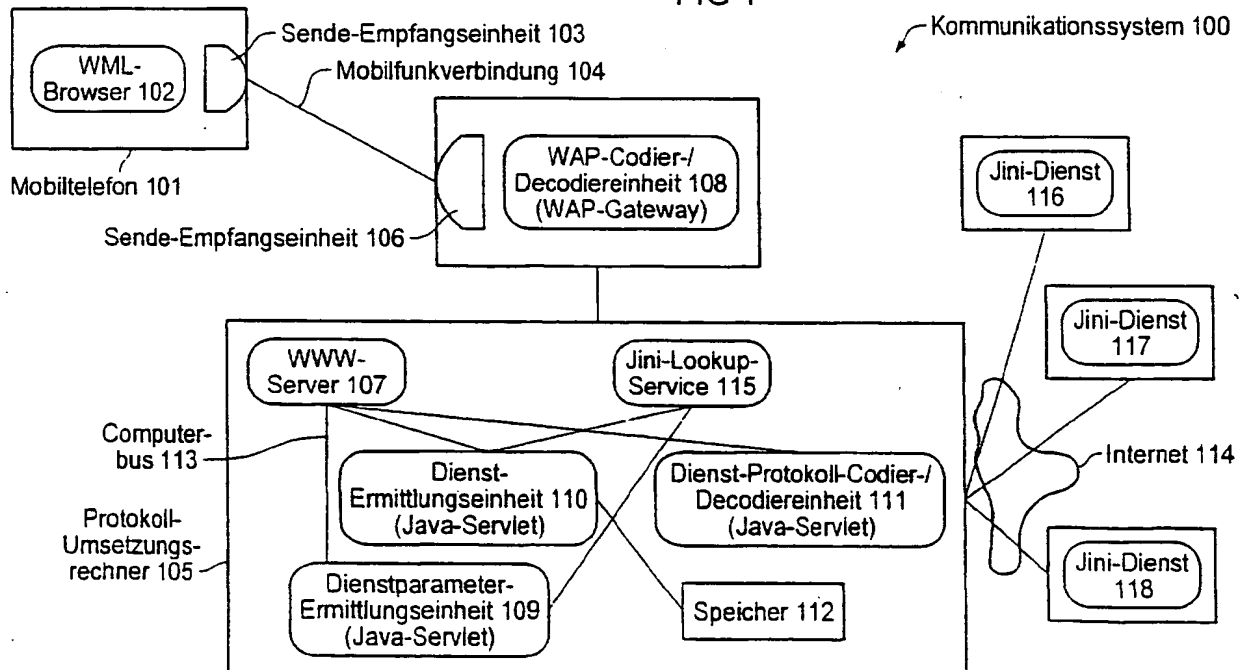 Kommunikationssystem 100
Sende-Empfangseinheit 103
Mobilfunkverbindung 104
WML-
Browser 102
Mobiltelefon 101
WAP-Codier-/
Decodiereinheit 108
(WAP-Gateway)
Sende-Empfangseinheit 106
Jini-Dienst
116
Jini-Dienst
117
WWW-
Server 107
Jini-Lookup-
Service 115
Computer-
bus 113
Internet 114
Dienst-
Ermittlungseinheit 110
(Java-Servlet)
Dienst-Protokoll-Codier-/
Decodiereinheit 111
(Java-Servlet)
Protokoll-
Umsetzungs-
rechner 105
Dienstparameter-
Ermittlungseinheit 109
(Java-Servlet)
Speicher 112
Jini-Dienst
118